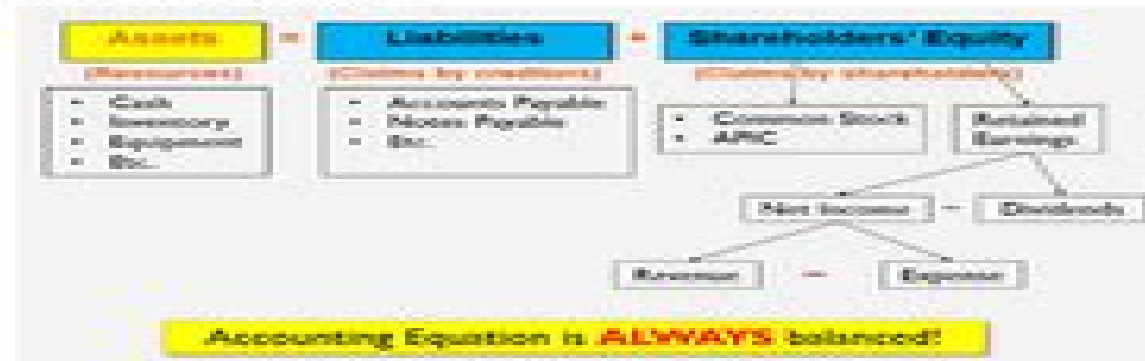 Assets = Liabilities + Shareholders' Equity
(Resources) (Claims by creditors) (Claims by shareholders)
• Cash
• Inventory
• Equipment
• Etc.
• Accounts Payable
• Notes Payable
• Etc.
• Common Stock
• APIC
Retained
Earnings
Net Income – Dividends
Revenue – Expense
Accounting Equation is ALWAYS balanced!